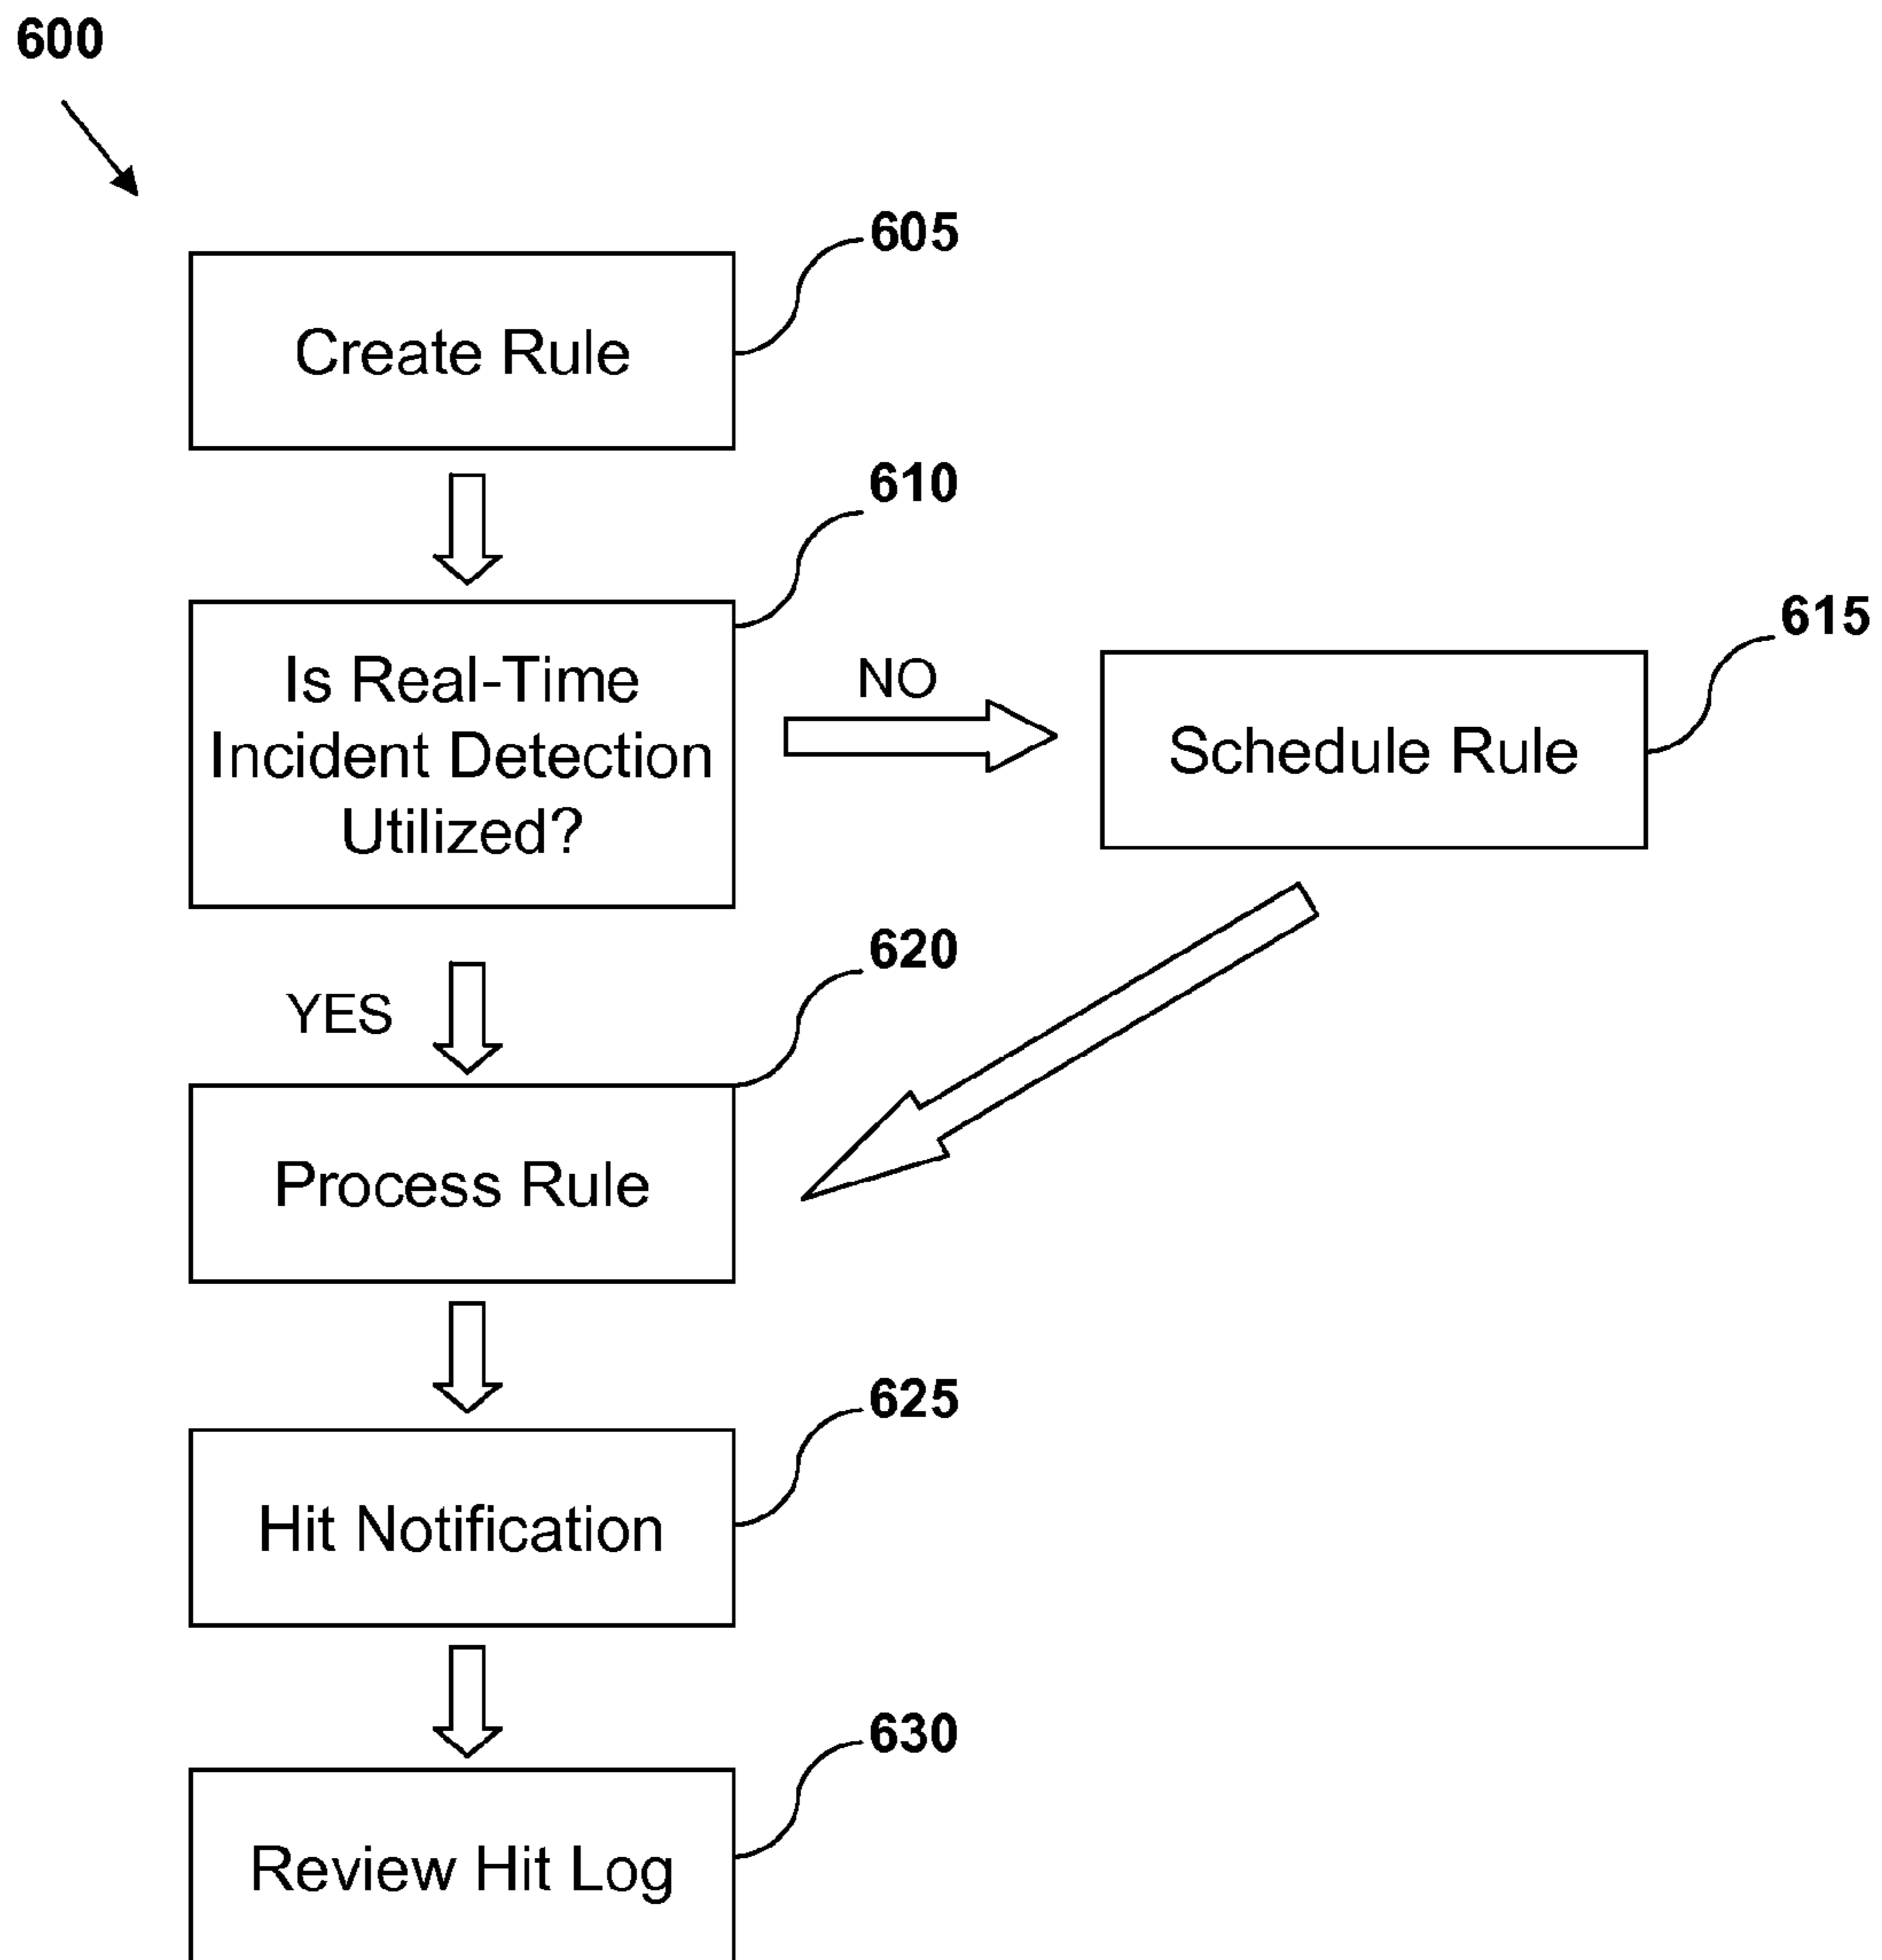 600
605
Create Rule
610
Is Real-Time
Incident Detection
Utilized?
NO
615
Schedule Rule
YES
620
Process Rule
625
Hit Notification
630
Review Hit Log